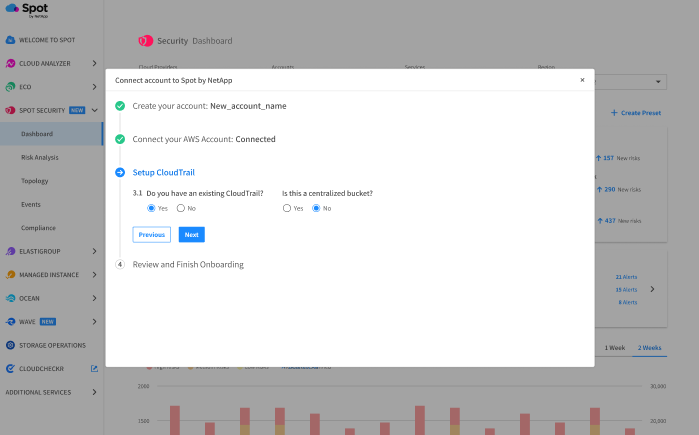 Spot
by NetApp
WELCOME TO SPOT
CLOUD ANALYZER
ECO
SPOT SECURITY NEW
Dashboard
Risk Analysis
Topology
Events
Compliance
ELASTIGROUP
MANAGED INSTANCE
OCEAN
WAVE NEW
STORAGE OPERATIONS
CLOUDCHECKR
ADDITIONAL SERVICES
Security Dashboard
Cloud Providers Accounts Services Region
Connect account to Spot by NetApp ×
Create your account: New_account_name
Connect your AWS Account: Connected
Setup CloudTrail
3.1 Do you have an existing CloudTrail? Is this a centralized bucket?
Yes No Yes No
Previous Next
4 Review and Finish Onboarding
+ Create Preset
↑ 157 New risks
↑ 290 New risks
↑ 437 New risks
21 Alerts
15 Alerts
6 Alerts
1 Week 2 Weeks
2000 30,000
1500 20,000